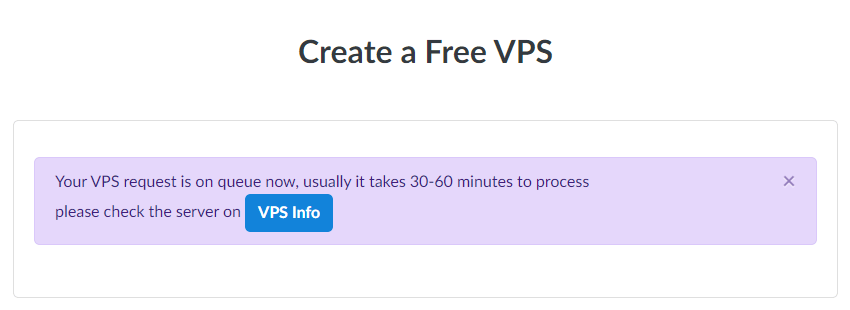 Create a Free VPS
Your VPS request is on queue now, usually it takes 30-60 minutes to process
please check the server on VPS Info